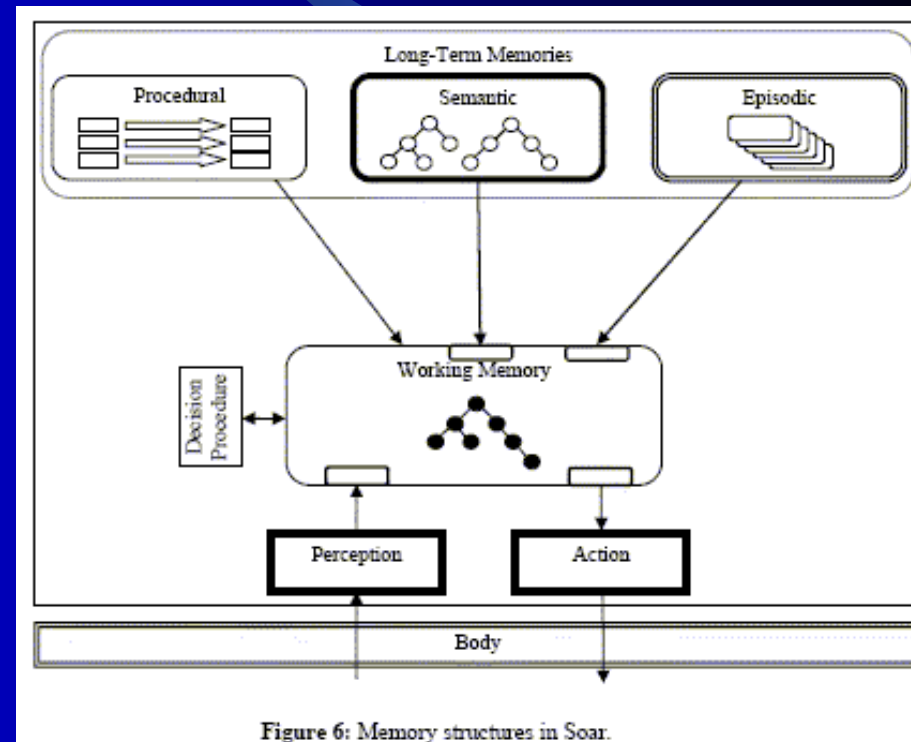 Long-Term Memories
Procedural
Semantic
Episodic
Working Memory
Decision
Procedure
Perception
Action
Body
Figure 6: Memory structures in Soar.